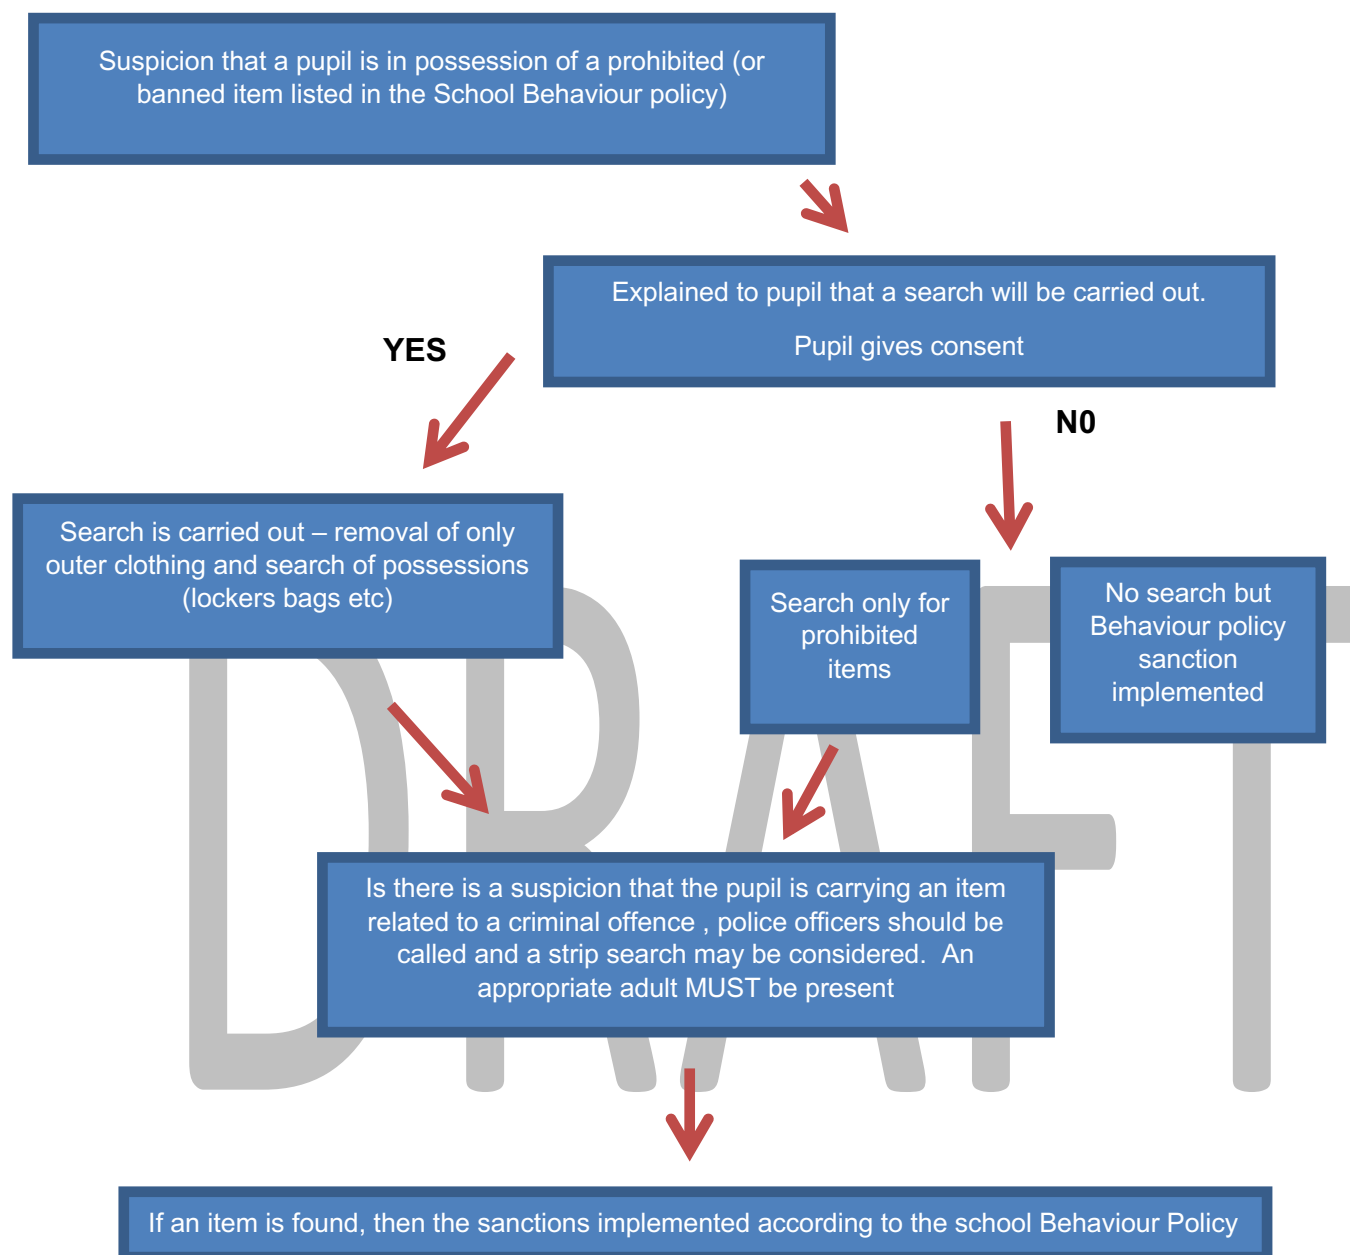 Suspicion that a pupil is in possession of a prohibited (or
banned item listed in the School Behaviour policy)
Explained to pupil that a search will be carried out.
Pupil gives consent
YES
N0
Search is carried out – removal of only
outer clothing and search of possessions
(lockers bags etc)
Search only for
prohibited
items
No search but
Behaviour policy
sanction
implemented
Is there is a suspicion that the pupil is carrying an item
related to a criminal offence , police officers should be
called and a strip search may be considered.  An
appropriate adult MUST be present
If an item is found, then the sanctions implemented according to the school Behaviour Policy
DRAFT